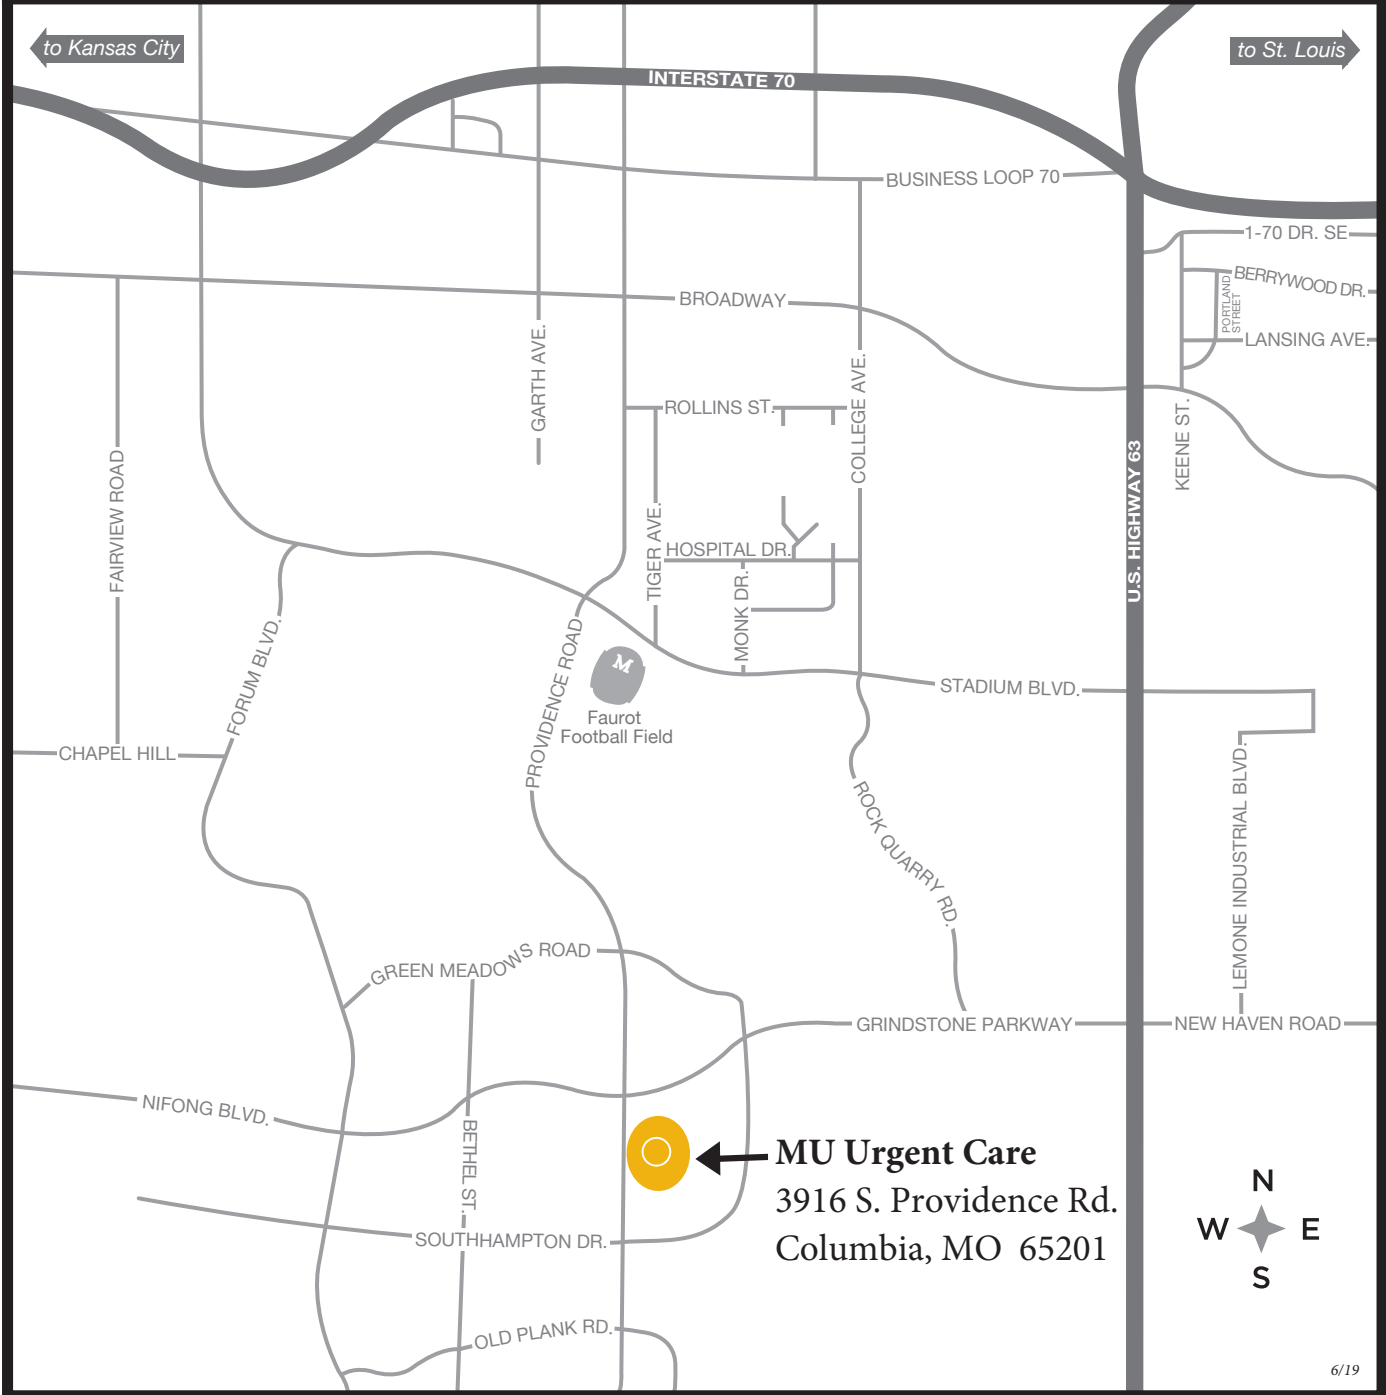 to Kansas City
to St. Louis
INTERSTATE 70
BUSINESS LOOP 70
1-70 DR. SE
BERRYWOOD DR.
PORTLAND
STREET
LANSING AVE.
BROADWAY
GARTH AVE.
ROLLINS ST.
COLLEGE AVE.
KEENE ST.
U.S. HIGHWAY 63
FAIRVIEW ROAD
TIGER AVE.
HOSPITAL DR.
MONK DR.
FORUM BLVD.
PROVIDENCE ROAD
M
Faurot
Football Field
STADIUM BLVD.
CHAPEL HILL
ROCK QUARRY RD.
LEMONE INDUSTRIAL BLVD.
GREEN MEADOWS ROAD
GRINDSTONE PARKWAY
NEW HAVEN ROAD
NIFONG BLVD.
BETHEL ST.
MU Urgent Care
3916 S. Providence Rd.
Columbia, MO 65201
SOUTHHAMPTON DR.
OLD PLANK RD.
N
W E
S
6/19